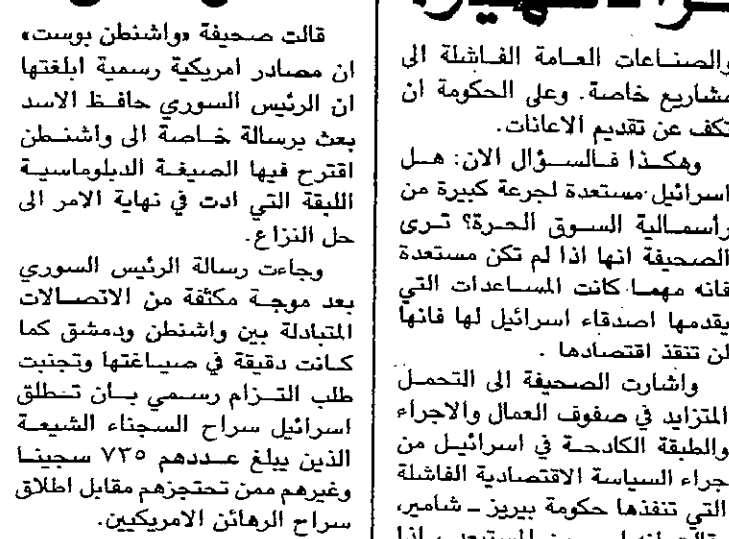 والصناعات العامة الفاشلة الى
مشاريع خاصة. وعلى الحكومة ان
تكف عن تقديم الاعانات.
وهكذا فالسؤال الان: هل
اسرائيل مستعدة لجرعة كبيرة من
رأسمالية السوق الحرة؟ ترى
الصحيفة انها اذا لم تكن مستعدة
فانه مهما كانت المساعدات التي
يقدمها اصدقاء اسرائيل لها فانها
لن تنقذ اقتصادها .
واشارت الصحيفة الى التحمل
المتزايد في صفوف العمال والاجراء
والطبقة الكادحة في اسرائيل من
جراء السياسة الاقتصادية الفاشلة
التي تنفذها حكومة بيريز ـ شامير،
قالت صحيفة «واشنطن بوست»
ان مصادر امريكية رسمية ابلغتها
ان الرئيس السوري حافظ الاسد
بعث برسالة خاصة الى واشنطن
اقترح فيها الصيغة الدبلوماسية
اللبقة التي ادت في نهاية الامر الى
حل النزاع.
وجاءت رسالة الرئيس السوري
بعد موجة مكثفة من الاتصالات
المتبادلة بين واشنطن ودمشق كما
كانت دقيقة في صياغتها وتجنبت
طلب التزام رسمي بان تطلق
اسرائيل سراح السجناء الشيعة
الذين يبلغ عددهم ٧٣٥ سجينا
وغيرهم ممن تحتجزهم مقابل اطلاق
سراح الرهائن الامريكيين.